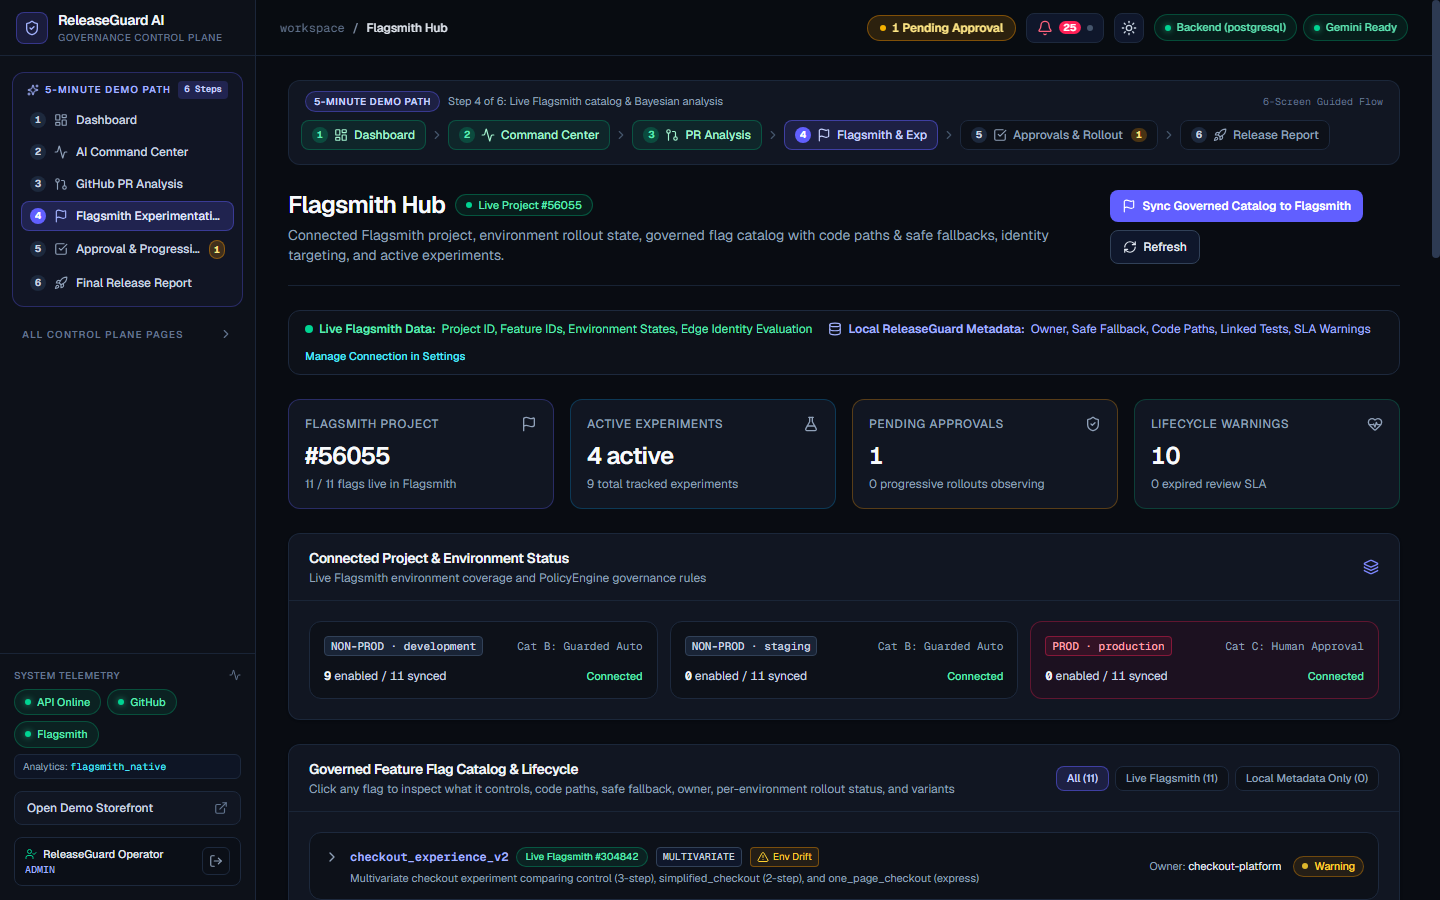 ReleaseGuard AI
GOVERNANCE CONTROL PLANE
5-MINUTE DEMO PATH 6 Steps
1 Dashboard
2 AI Command Center
3 GitHub PR Analysis
4 Flagsmith Experimentati...
5 Approval & Progressi... 1
6 Final Release Report
ALL CONTROL PLANE PAGES
SYSTEM TELEMETRY
API Online GitHub
Flagsmith
Analytics: flagsmith_native
Open Demo Storefront
ReleaseGuard Operator
ADMIN
workspace / Flagsmith Hub
1 Pending Approval 25 Backend (postgresql) Gemini Ready
5-MINUTE DEMO PATH Step 4 of 6: Live Flagsmith catalog & Bayesian analysis 6-Screen Guided Flow
1 Dashboard 2 Command Center 3 PR Analysis 4 Flagsmith & Exp 5 Approvals & Rollout 1 6 Release Report
Flagsmith Hub Live Project #56055
Connected Flagsmith project, environment rollout state, governed flag catalog with code paths & safe fallbacks, identity
targeting, and active experiments.
Sync Governed Catalog to Flagsmith
Refresh
Live Flagsmith Data: Project ID, Feature IDs, Environment States, Edge Identity Evaluation Local ReleaseGuard Metadata: Owner, Safe Fallback, Code Paths, Linked Tests, SLA Warnings
Manage Connection in Settings
FLAGSMITH PROJECT
#56055
11 / 11 flags live in Flagsmith
ACTIVE EXPERIMENTS
4 active
9 total tracked experiments
PENDING APPROVALS
1
0 progressive rollouts observing
LIFECYCLE WARNINGS
10
0 expired review SLA
Connected Project & Environment Status
Live Flagsmith environment coverage and PolicyEngine governance rules
NON-PROD · development Cat B: Guarded Auto
9 enabled / 11 synced Connected
NON-PROD · staging Cat B: Guarded Auto
0 enabled / 11 synced Connected
PROD · production Cat C: Human Approval
0 enabled / 11 synced Connected
Governed Feature Flag Catalog & Lifecycle
Click any flag to inspect what it controls, code paths, safe fallback, owner, per-environment rollout status, and variants
All (11) Live Flagsmith (11) Local Metadata Only (0)
checkout_experience_v2 Live Flagsmith #304842 MULTIVARIATE Env Drift
Multivariate checkout experiment comparing control (3-step), simplified_checkout (2-step), and one_page_checkout (express)
Owner: checkout-platform Warning